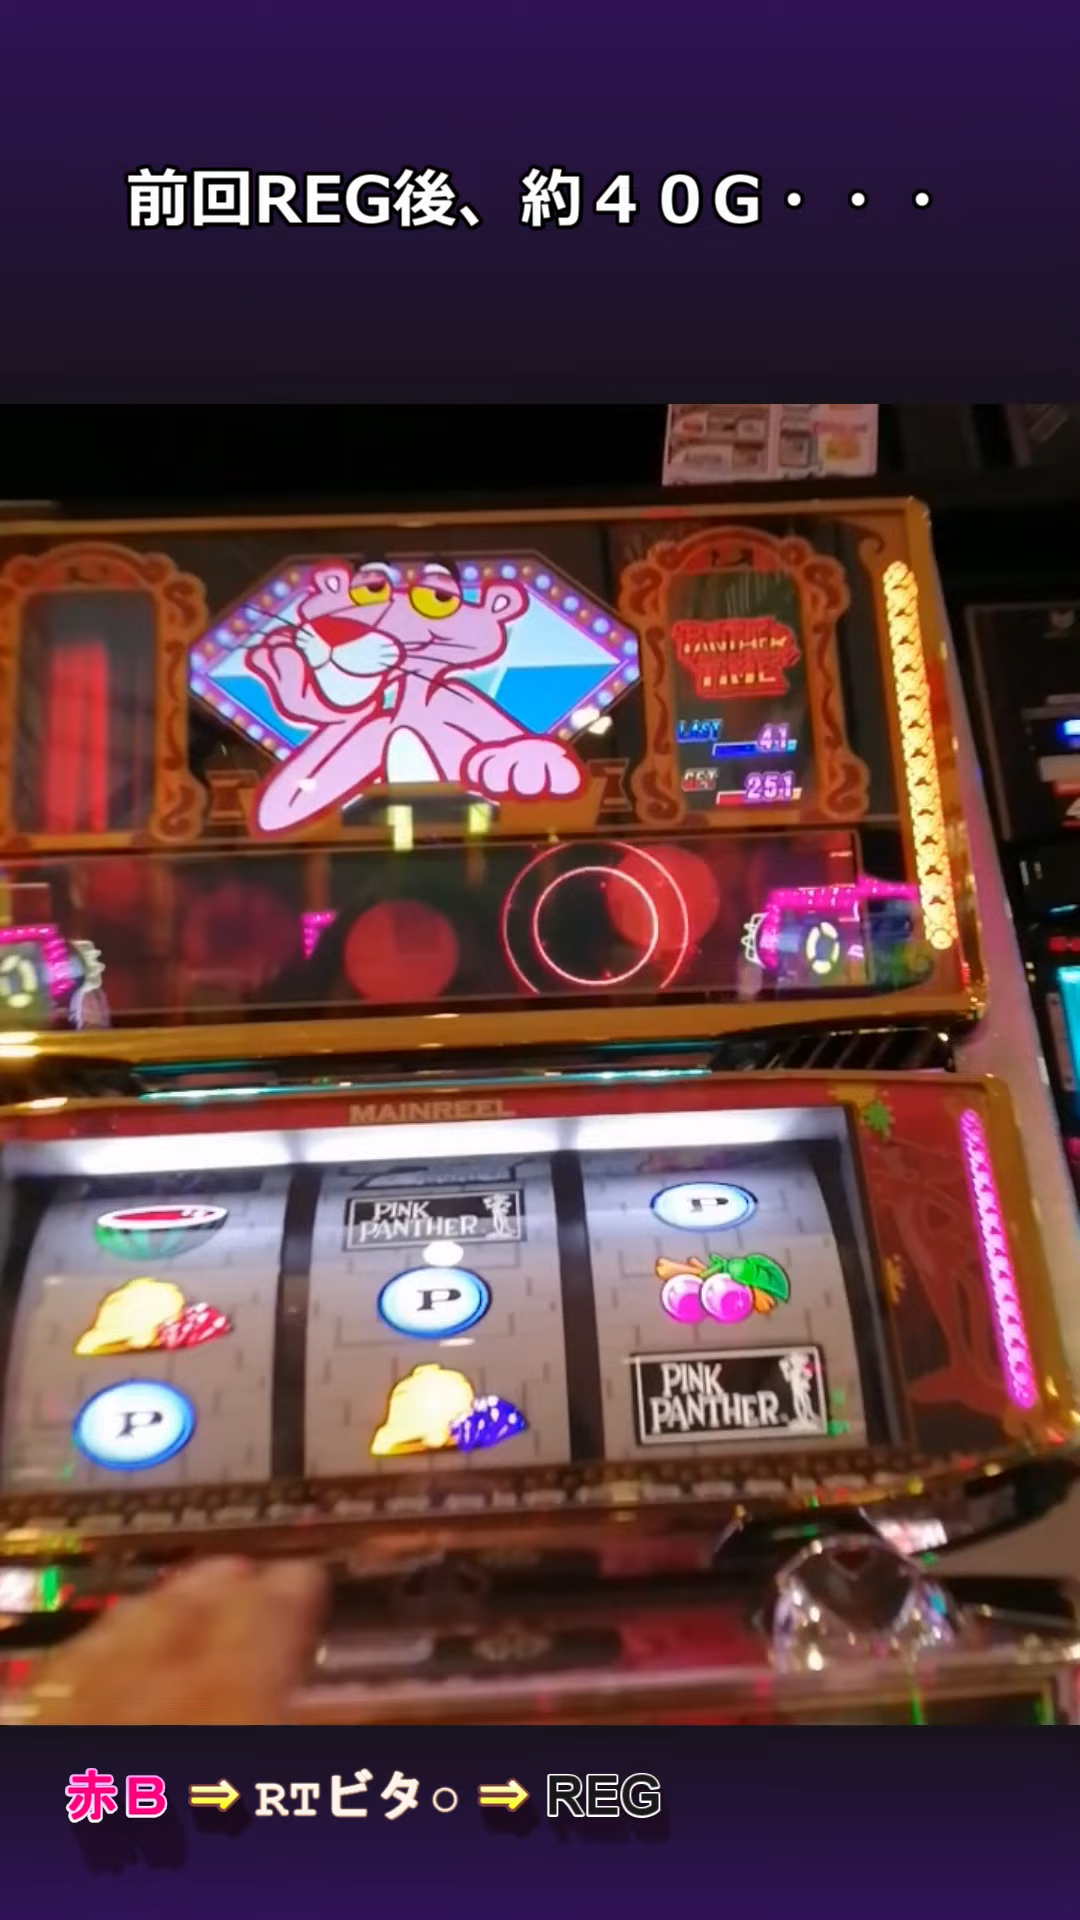 前回REG後、約４０G・・・
PANTHER
TIME
LAST 41
GET 251
MAINREEL
PINK
PANTHER
P
P
PINK
PANTHER
P
赤B ⇒ RTビタ○ ⇒ REG